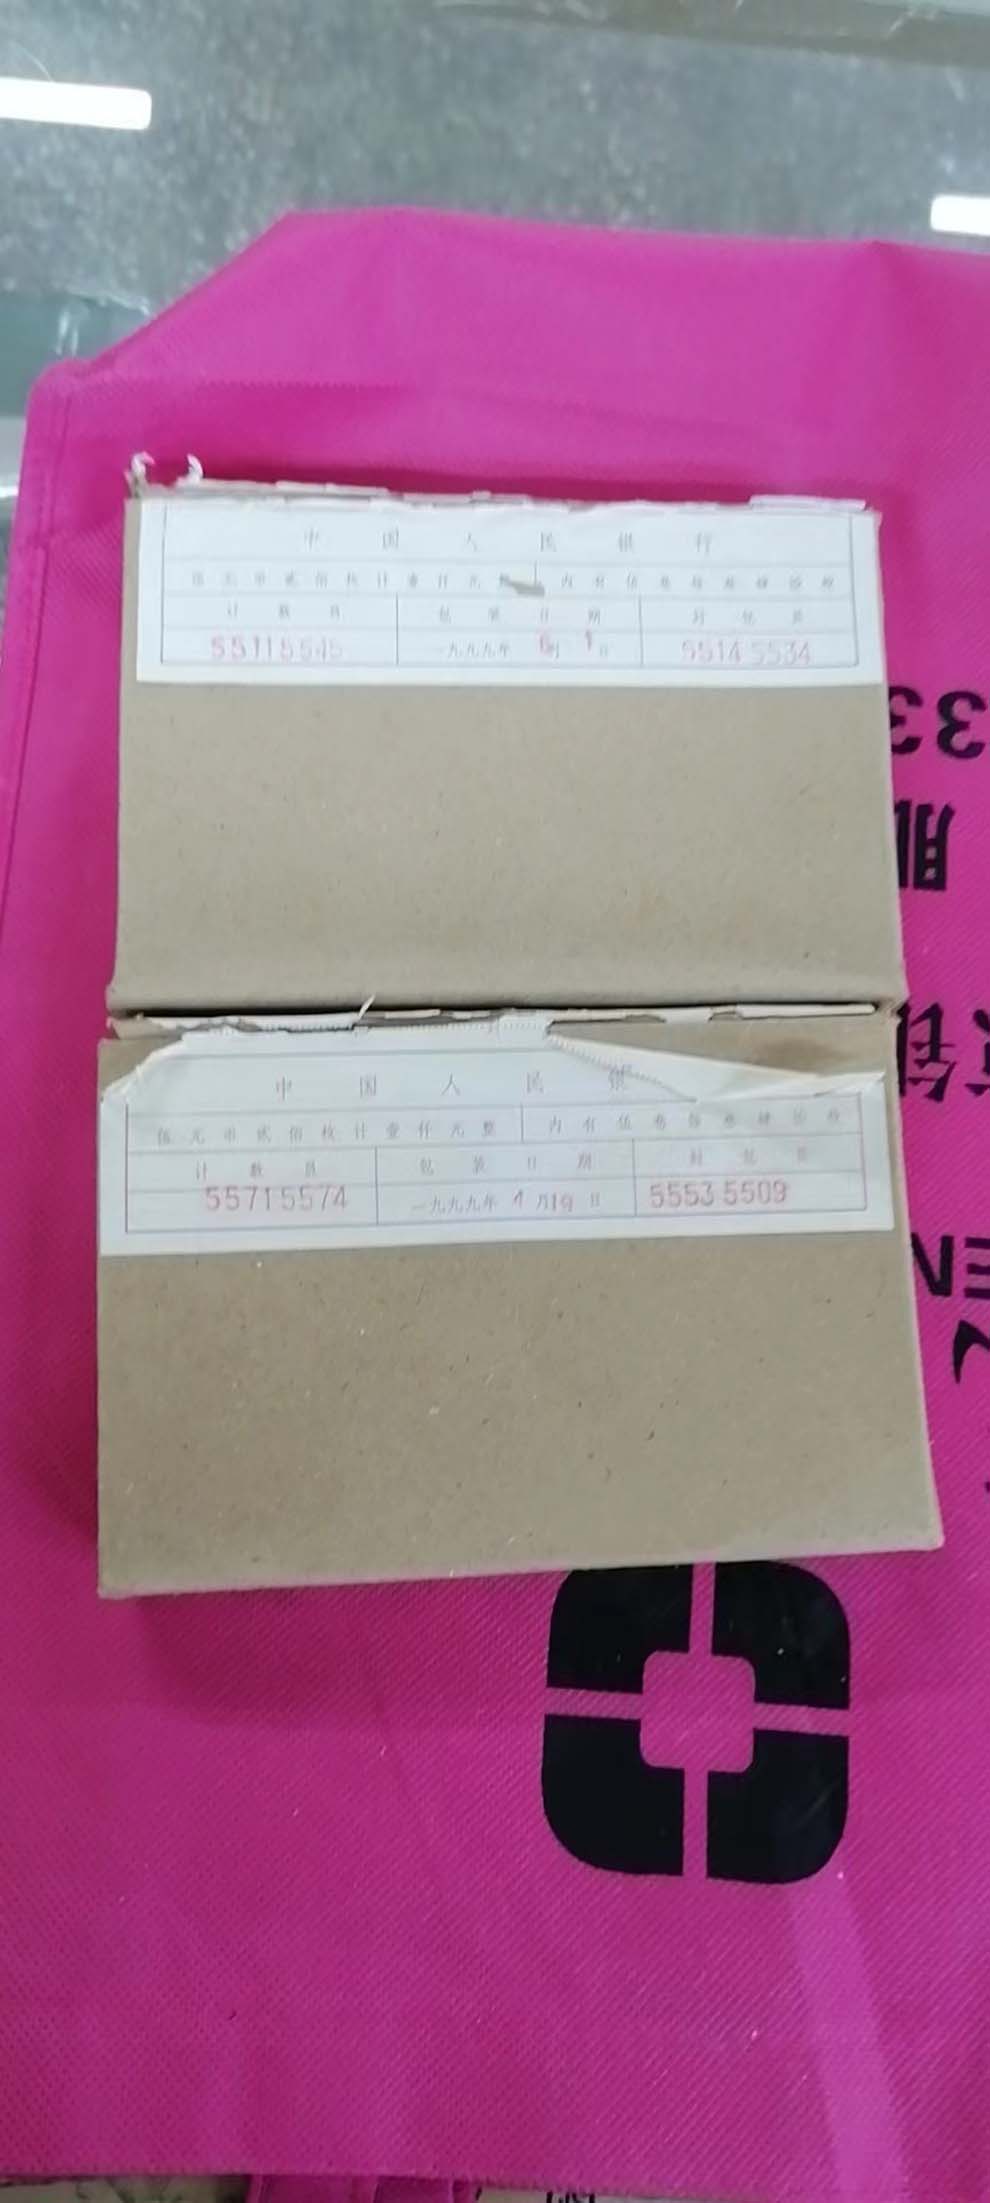 中国人民银行
伍元币贰佰枚计壹仟元整 内有伍卷每卷肆拾枚
计数员 包装日期 封包员
55115545 一九九九年6月1日 55145534
中国人民银
伍元币贰佰枚计壹仟元整 内有伍卷每卷肆拾枚
计数员 包装日期 封包员
55715574 一九九九年4月19日 55535509
33
EN